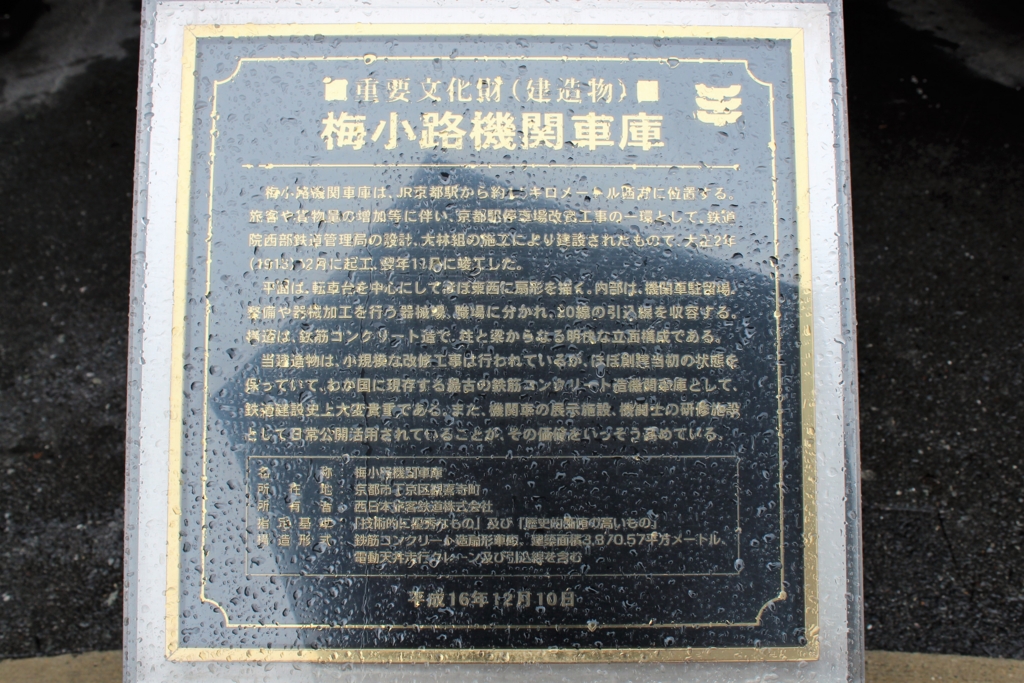 ■重要文化財(建造物)■
梅小路機関車庫
梅小路機関車庫は、JR京都駅から約1. キロメートル西方に位置する。
旅客や貨物量の増加等に伴い、京都駅停車場改良工事の一環として、鉄道
院西部鉄道管理局の設計、大林組の施工により建設されたもので、大正2年
(1913)12月に起工、翌年11月に竣工した。
平面は、転車台を中心にしてほぼ東西に扇形を描く。内部は、機関車駐留場、
整備や器械加工を行う器械場、職場に分かれ、20線の引込線を収容する。
構造は、鉄筋コンクリート造で、柱と梁からなる明快な立面構成である。
当建造物は、小規模な改修工事は行われているが、ほぼ創建当初の状態を
保っていて、わが国に現存する最古の鉄筋コンクリート造機関車庫として、
鉄道建設史上大変貴重である。また、機関車の展示施設、機関士の研修施設
として日常公開活用されていることが、その価値をいっそう高めている。
名称 梅小路機関車庫
所在地 京都市下京区観喜寺町
所有者 西日本旅客鉄道株式会社
指定基準 「技術的に優秀なもの」及び「歴史的価値の高いもの」
構造形式 鉄筋コンクリート造扇形車庫、建築面積3,870.57平方メートル、
電動天井走行クレーン及び引込線を含む
平成16年12月10日